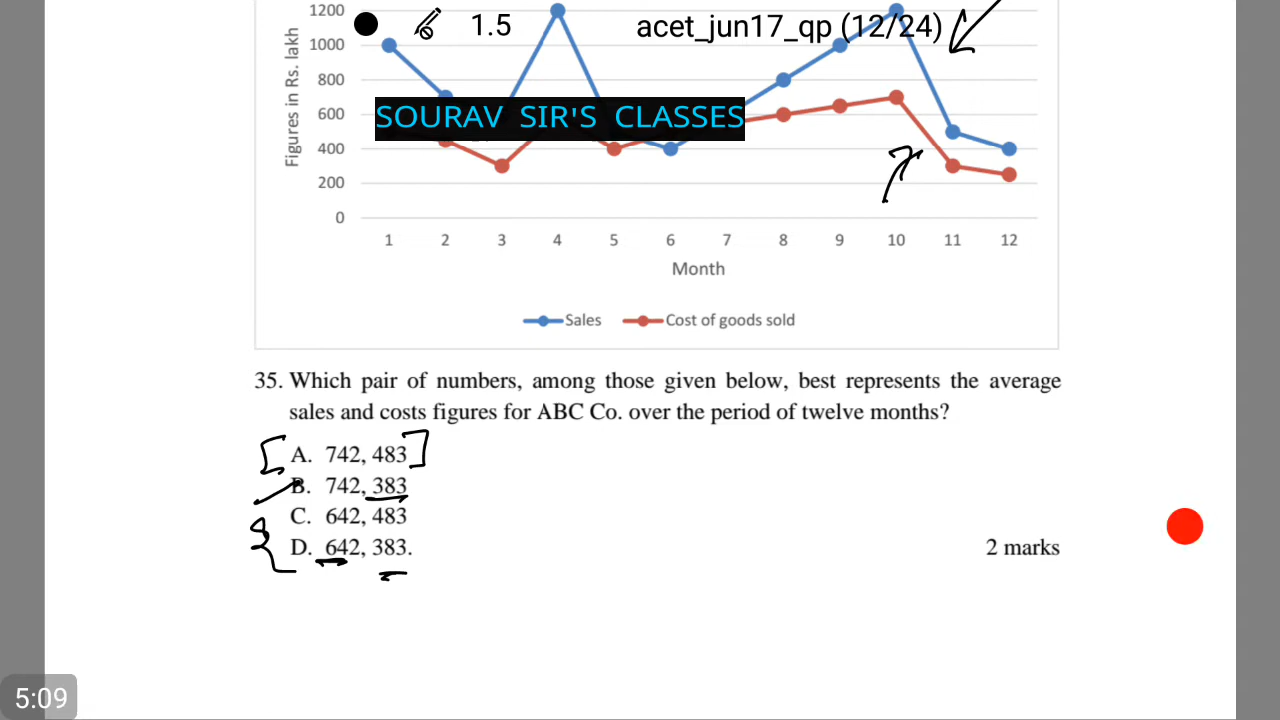 1200
1.5
acet_jun17_qp (12/24)
1000
Figures in Rs. lakh
800
600
SOURAV SIR'S CLASSES
400
200
0
1 2 3 4 5 6 7 8 9 10 11 12
Month
Sales Cost of goods sold
35. Which pair of numbers, among those given below, best represents the average
sales and costs figures for ABC Co. over the period of twelve months?
A. 742, 483
B. 742, 383
C. 642, 483
D. 642, 383.
2 marks
5:09